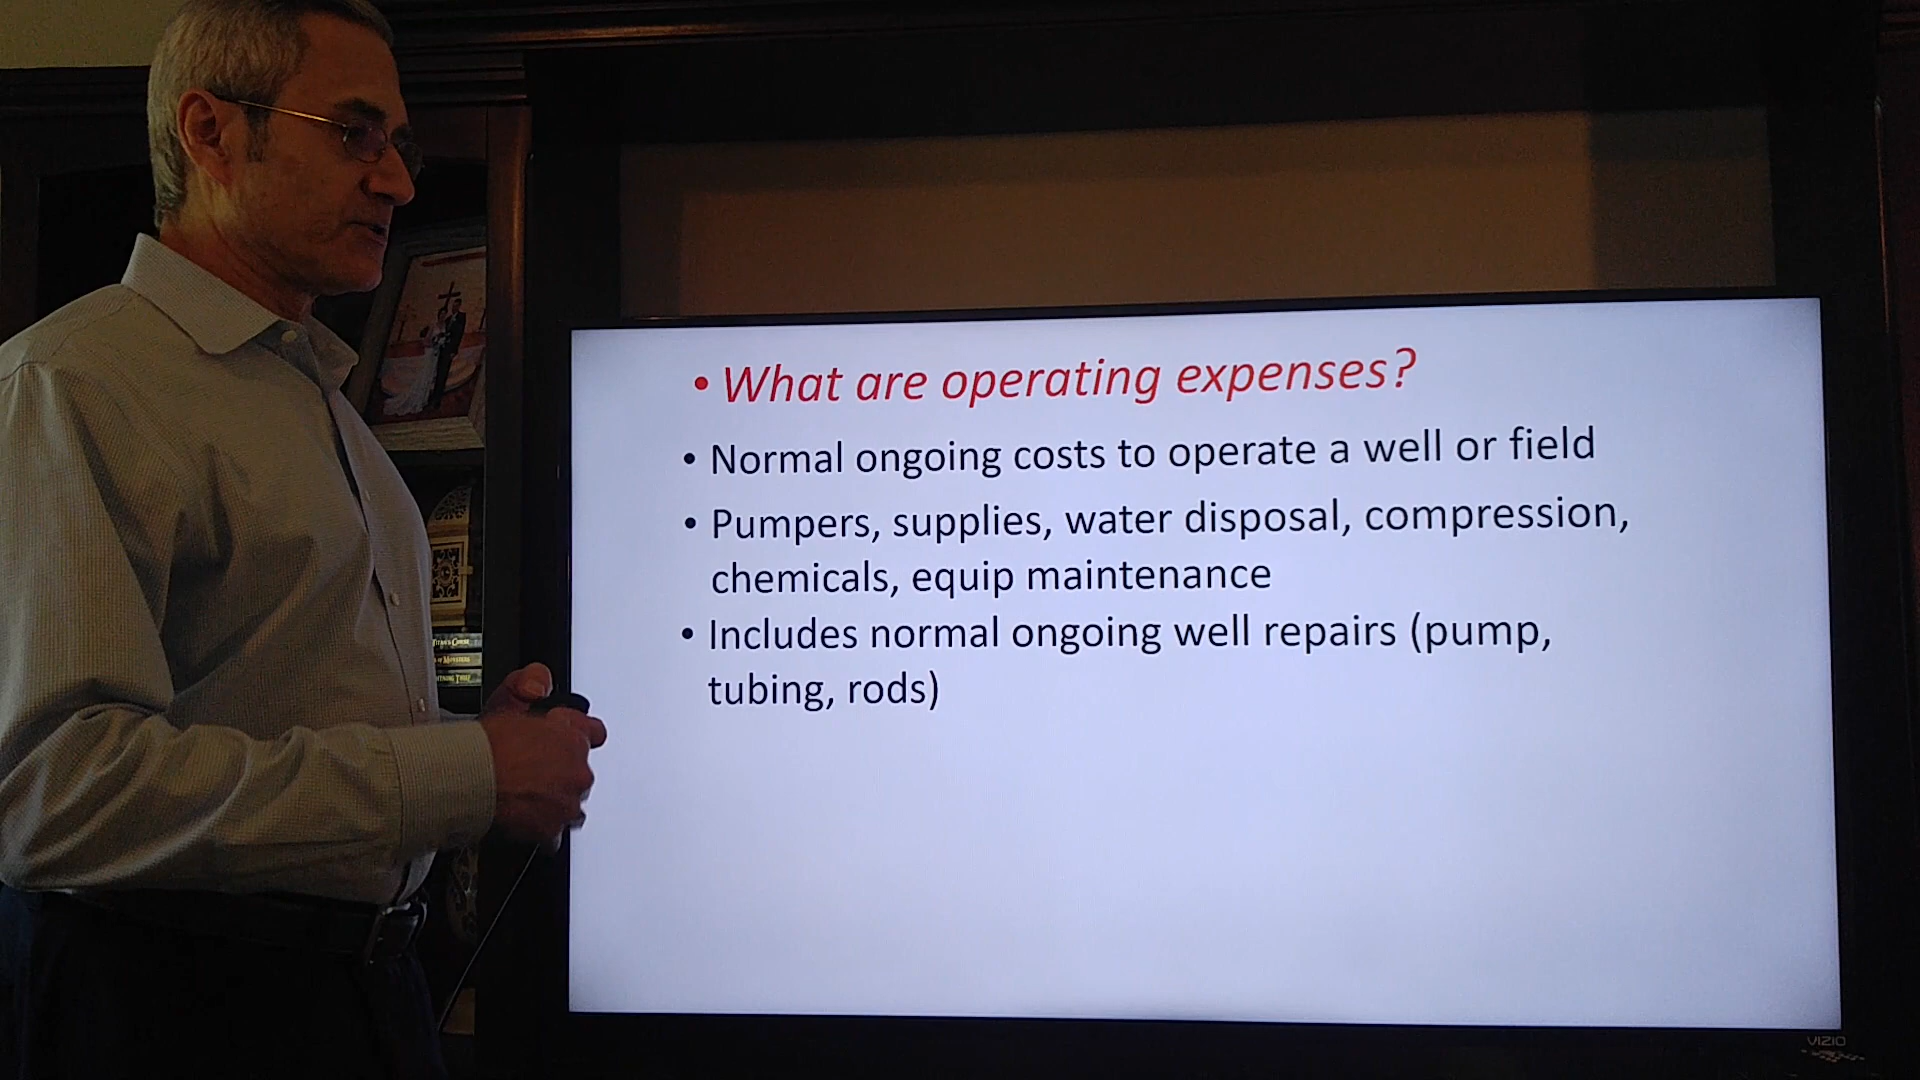 • What are operating expenses?
• Normal ongoing costs to operate a well or field
• Pumpers, supplies, water disposal, compression,
chemicals, equip maintenance
• Includes normal ongoing well repairs (pump,
tubing, rods)
VIZIO